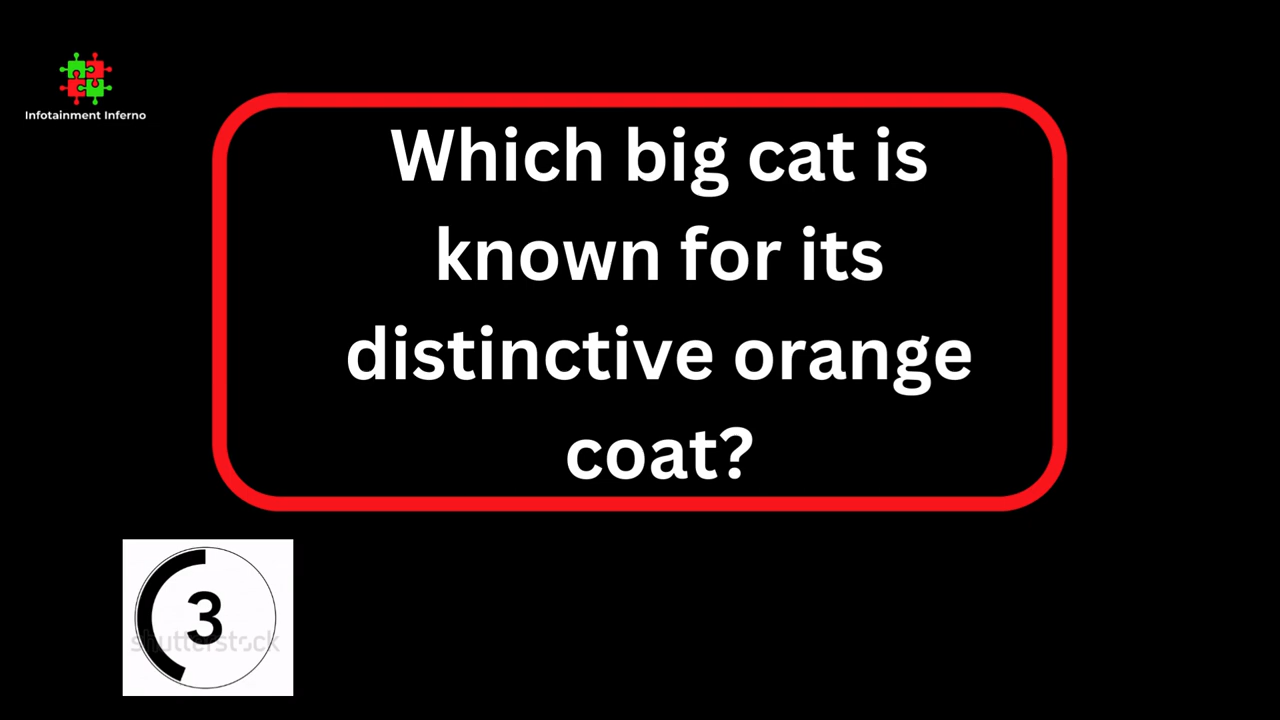 Infotainment Inferno
Which big cat is
known for its
distinctive orange
coat?
3
shutterstock